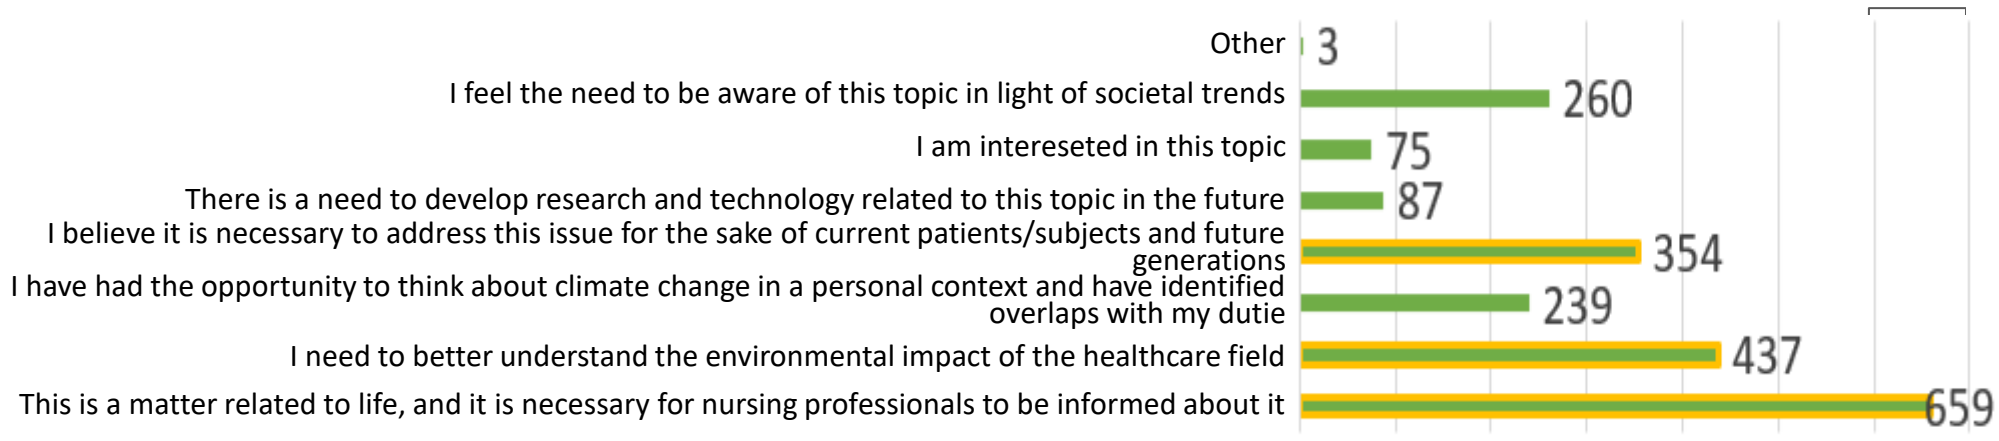 Other 3
I feel the need to be aware of this topic in light of societal trends 260
I am intereseted in this topic 75
There is a need to develop research and technology related to this topic in the future 87
I believe it is necessary to address this issue for the sake of current patients/subjects and future
generations 354
I have had the opportunity to think about climate change in a personal context and have identified
overlaps with my dutie 239
I need to better understand the environmental impact of the healthcare field 437
This is a matter related to life, and it is necessary for nursing professionals to be informed about it 659